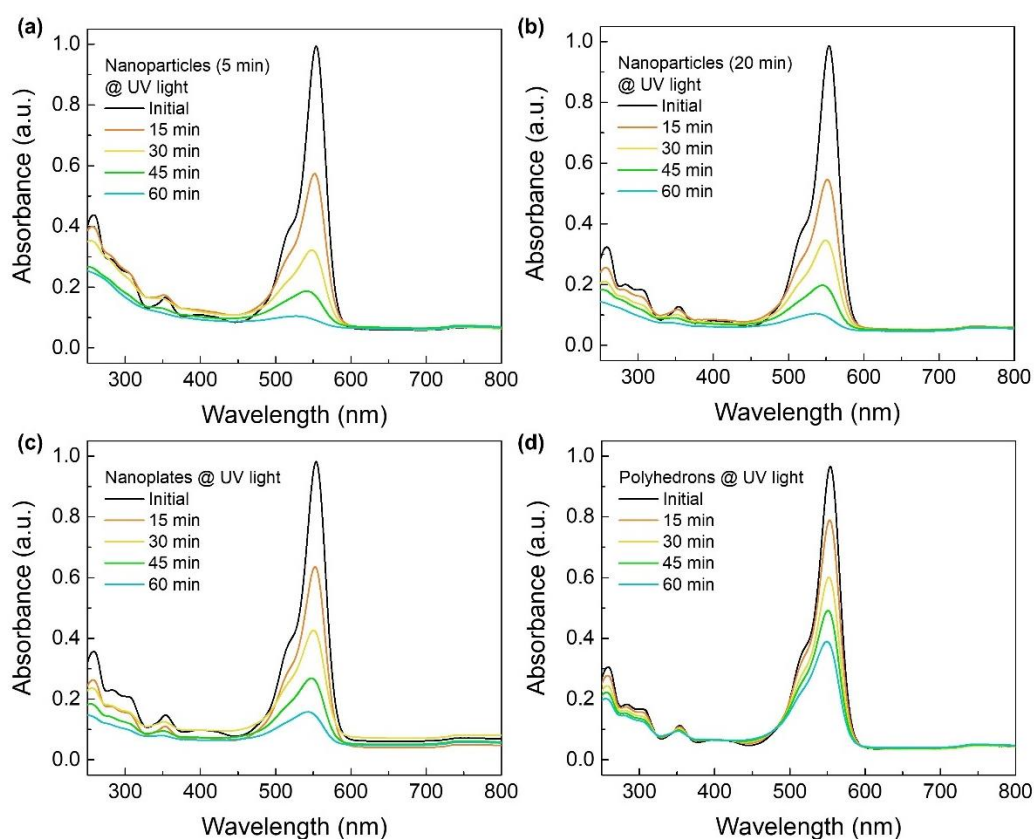 (a)
1.0
0.8
0.6
0.4
0.2
0.0
Absorbance (a.u.)
Nanoparticles (5 min)
@ UV light
Initial
15 min
30 min
45 min
60 min
300 400 500 600 700 800
Wavelength (nm)
(b)
1.0
0.8
0.6
0.4
0.2
0.0
Absorbance (a.u.)
Nanoparticles (20 min)
@ UV light
Initial
15 min
30 min
45 min
60 min
300 400 500 600 700 800
Wavelength (nm)
(c)
1.0
0.8
0.6
0.4
0.2
0.0
Absorbance (a.u.)
Nanoplates @ UV light
Initial
15 min
30 min
45 min
60 min
300 400 500 600 700 800
Wavelength (nm)
(d)
1.0
0.8
0.6
0.4
0.2
0.0
Absorbance (a.u.)
Polyhedrons @ UV light
Initial
15 min
30 min
45 min
60 min
300 400 500 600 700 800
Wavelength (nm)